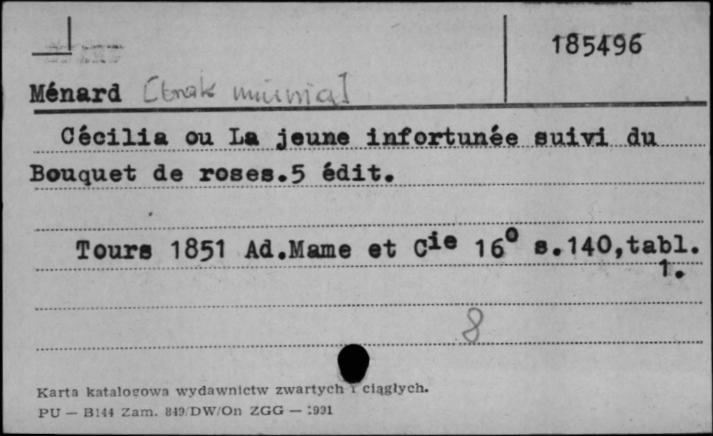 185496
Ménard [brak imienia]
Cécilia ou La jeune infortunée suivi du
Bouquet de roses.5 édit.
Tours 1851 Ad.Mame et Cie 16o s.140,tabl.
1.
8
Karta katalogowa wydawnictw zwartych i ciągłych.
PU — B144 Zam. 849/DW/On ZGG — 1991